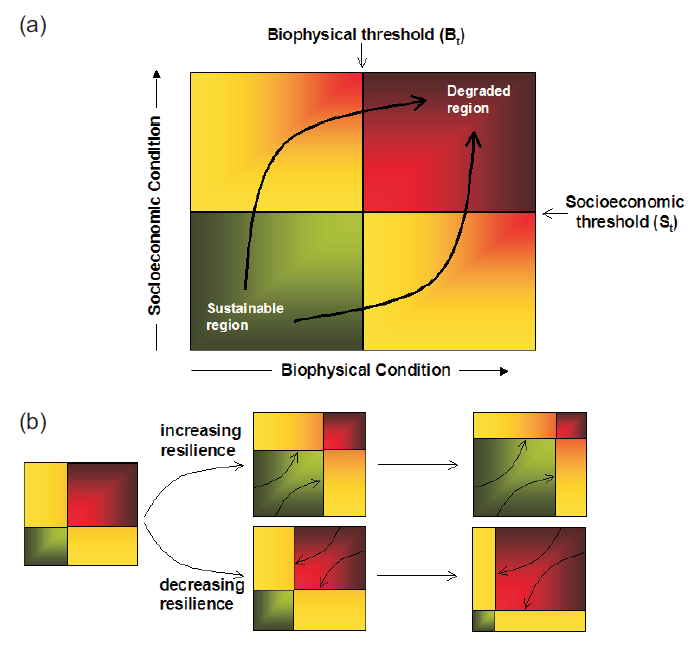 (a)
Biophysical threshold (Bt)
Degraded
region
Socioeconomic Condition
Socioeconomic
threshold (St)
Sustainable
region
Biophysical Condition
(b)
increasing
resilience
decreasing
resilience